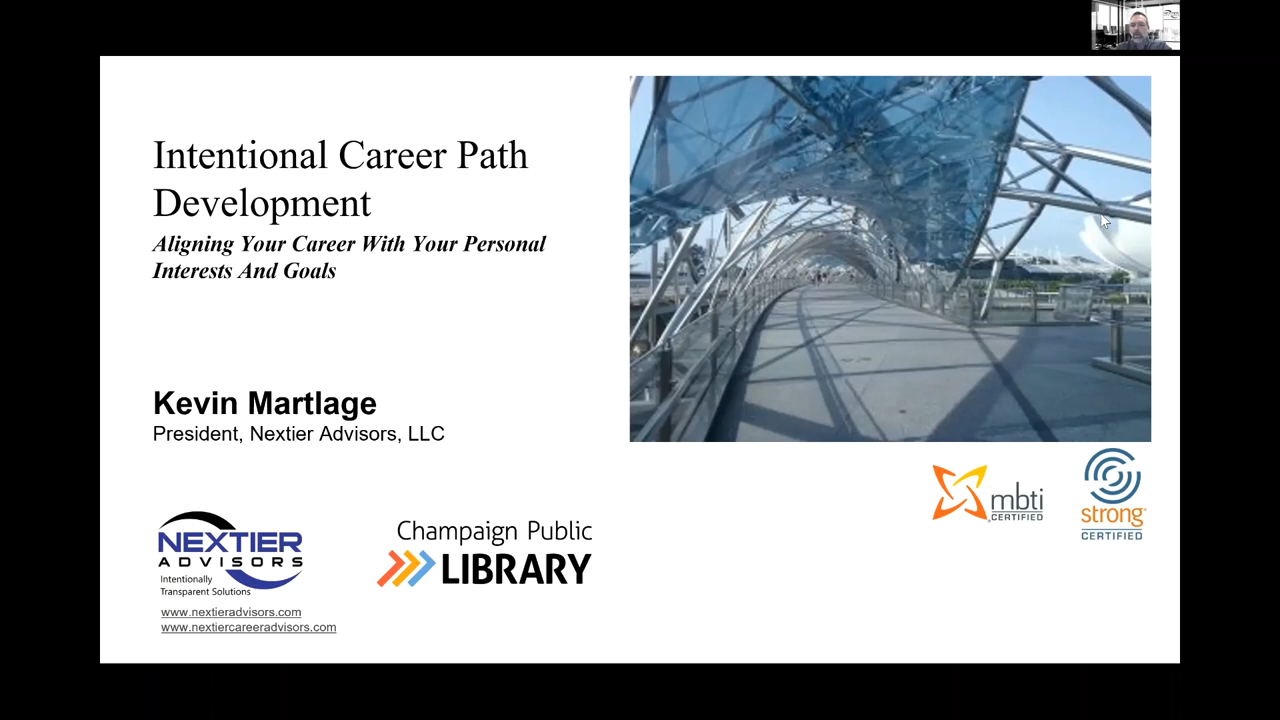 Intentional Career Path
Development
Aligning Your Career With Your Personal
Interests And Goals
Kevin Martlage
President, Nextier Advisors, LLC
mbti
CERTIFIED
strong
CERTIFIED
NEXTIER
ADVISORS
Intentionally
Transparent Solutions
www.nextieradvisors.com
www.nextiercareeradvisors.com
Champaign Public
LIBRARY